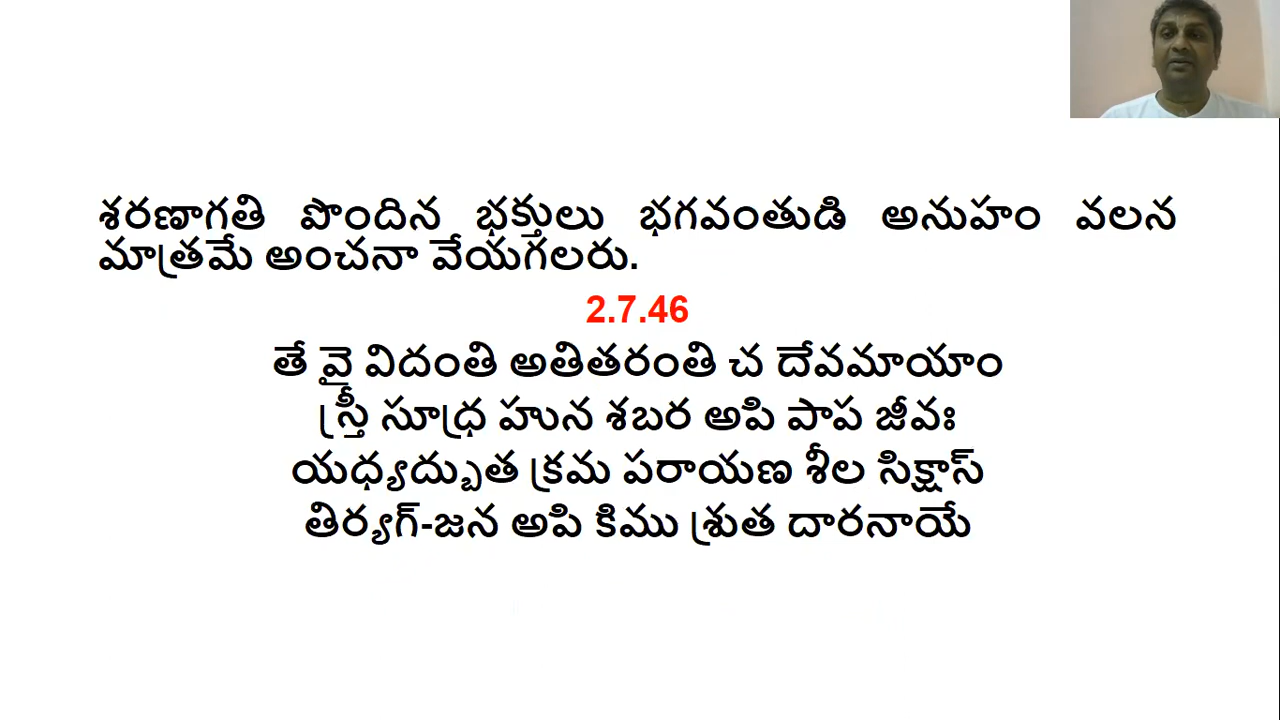 శరణాగతి పొందిన భక్తులు భగవంతుడి అనుహం వలన
మాత్రమే అంచనా వేయగలరు.
2.7.46
తే వై విదంతి అతితరంతి చ దేవమాయాం
స్త్రీ సూధ్ర హున శబర అపి పాప జీవః
యధ్యద్భుత క్రమ పరాయణ శీల సిక్షాస్
తిర్యగ్-జన అపి కిము శ్రుత దారనాయే